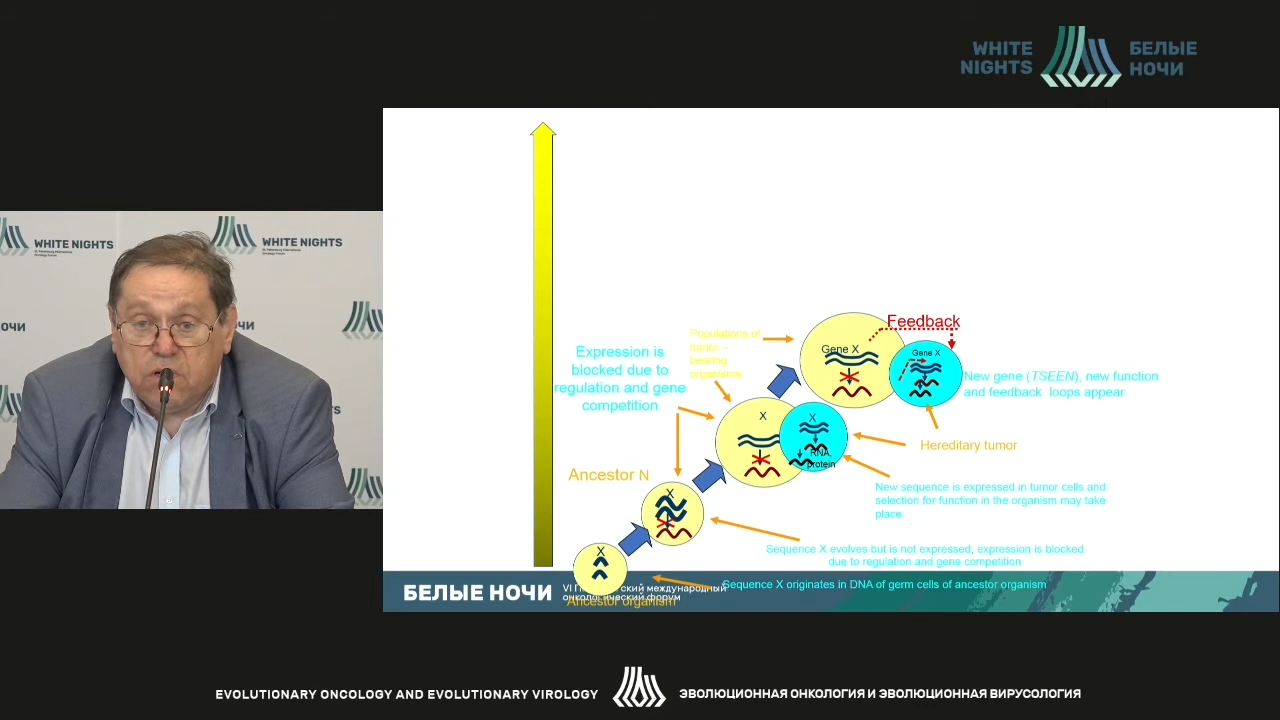 WHITE
NIGHTS
БЕЛЫЕ
НОЧИ
WHITE NIGHTS
WHITE NIGHTS
Feedback
Gene X
Gene X
Populations of
tumor –
bearing
organisms
Expression is
blocked due to
regulation and gene
competition
New gene (TSEEN), new function
and feedback loops appear
X
X
RNA,
protein
Hereditary tumor
Ancestor N
X
New sequence is expressed in tumor cells and
selection for function in the organism may take
place
X
Sequence X evolves but is not expressed; expression is blocked
due to regulation and gene competition
Sequence X originates in DNA of germ cells of ancestor organism
БЕЛЫЕ НОЧИ
международный
онкологический форум
Ancestor organism
EVOLUTIONARY ONCOLOGY AND EVOLUTIONARY VIROLOGY
ЭВОЛЮЦИОННАЯ ОНКОЛОГИЯ И ЭВОЛЮЦИОННАЯ ВИРУСОЛОГИЯ